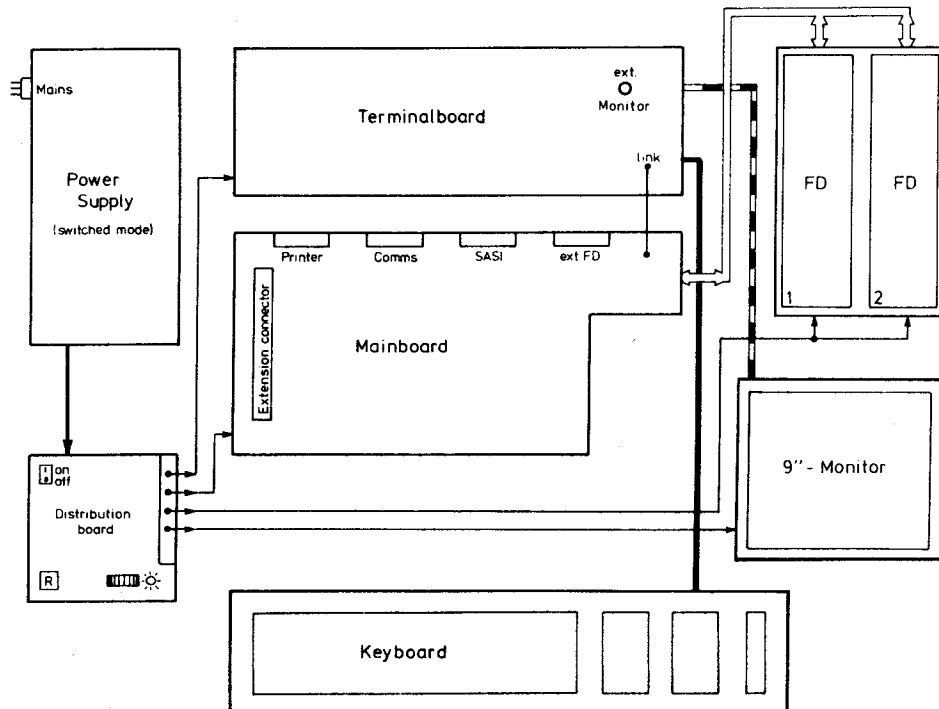 Mains
Power
Supply
(switched mode)
Terminalboard
ext.
Monitor
link
Printer
Comms
SASI
ext FD
Extension connector
Mainboard
FD
FD
1
2
9"- Monitor
on
off
Distribution
board
R
Keyboard